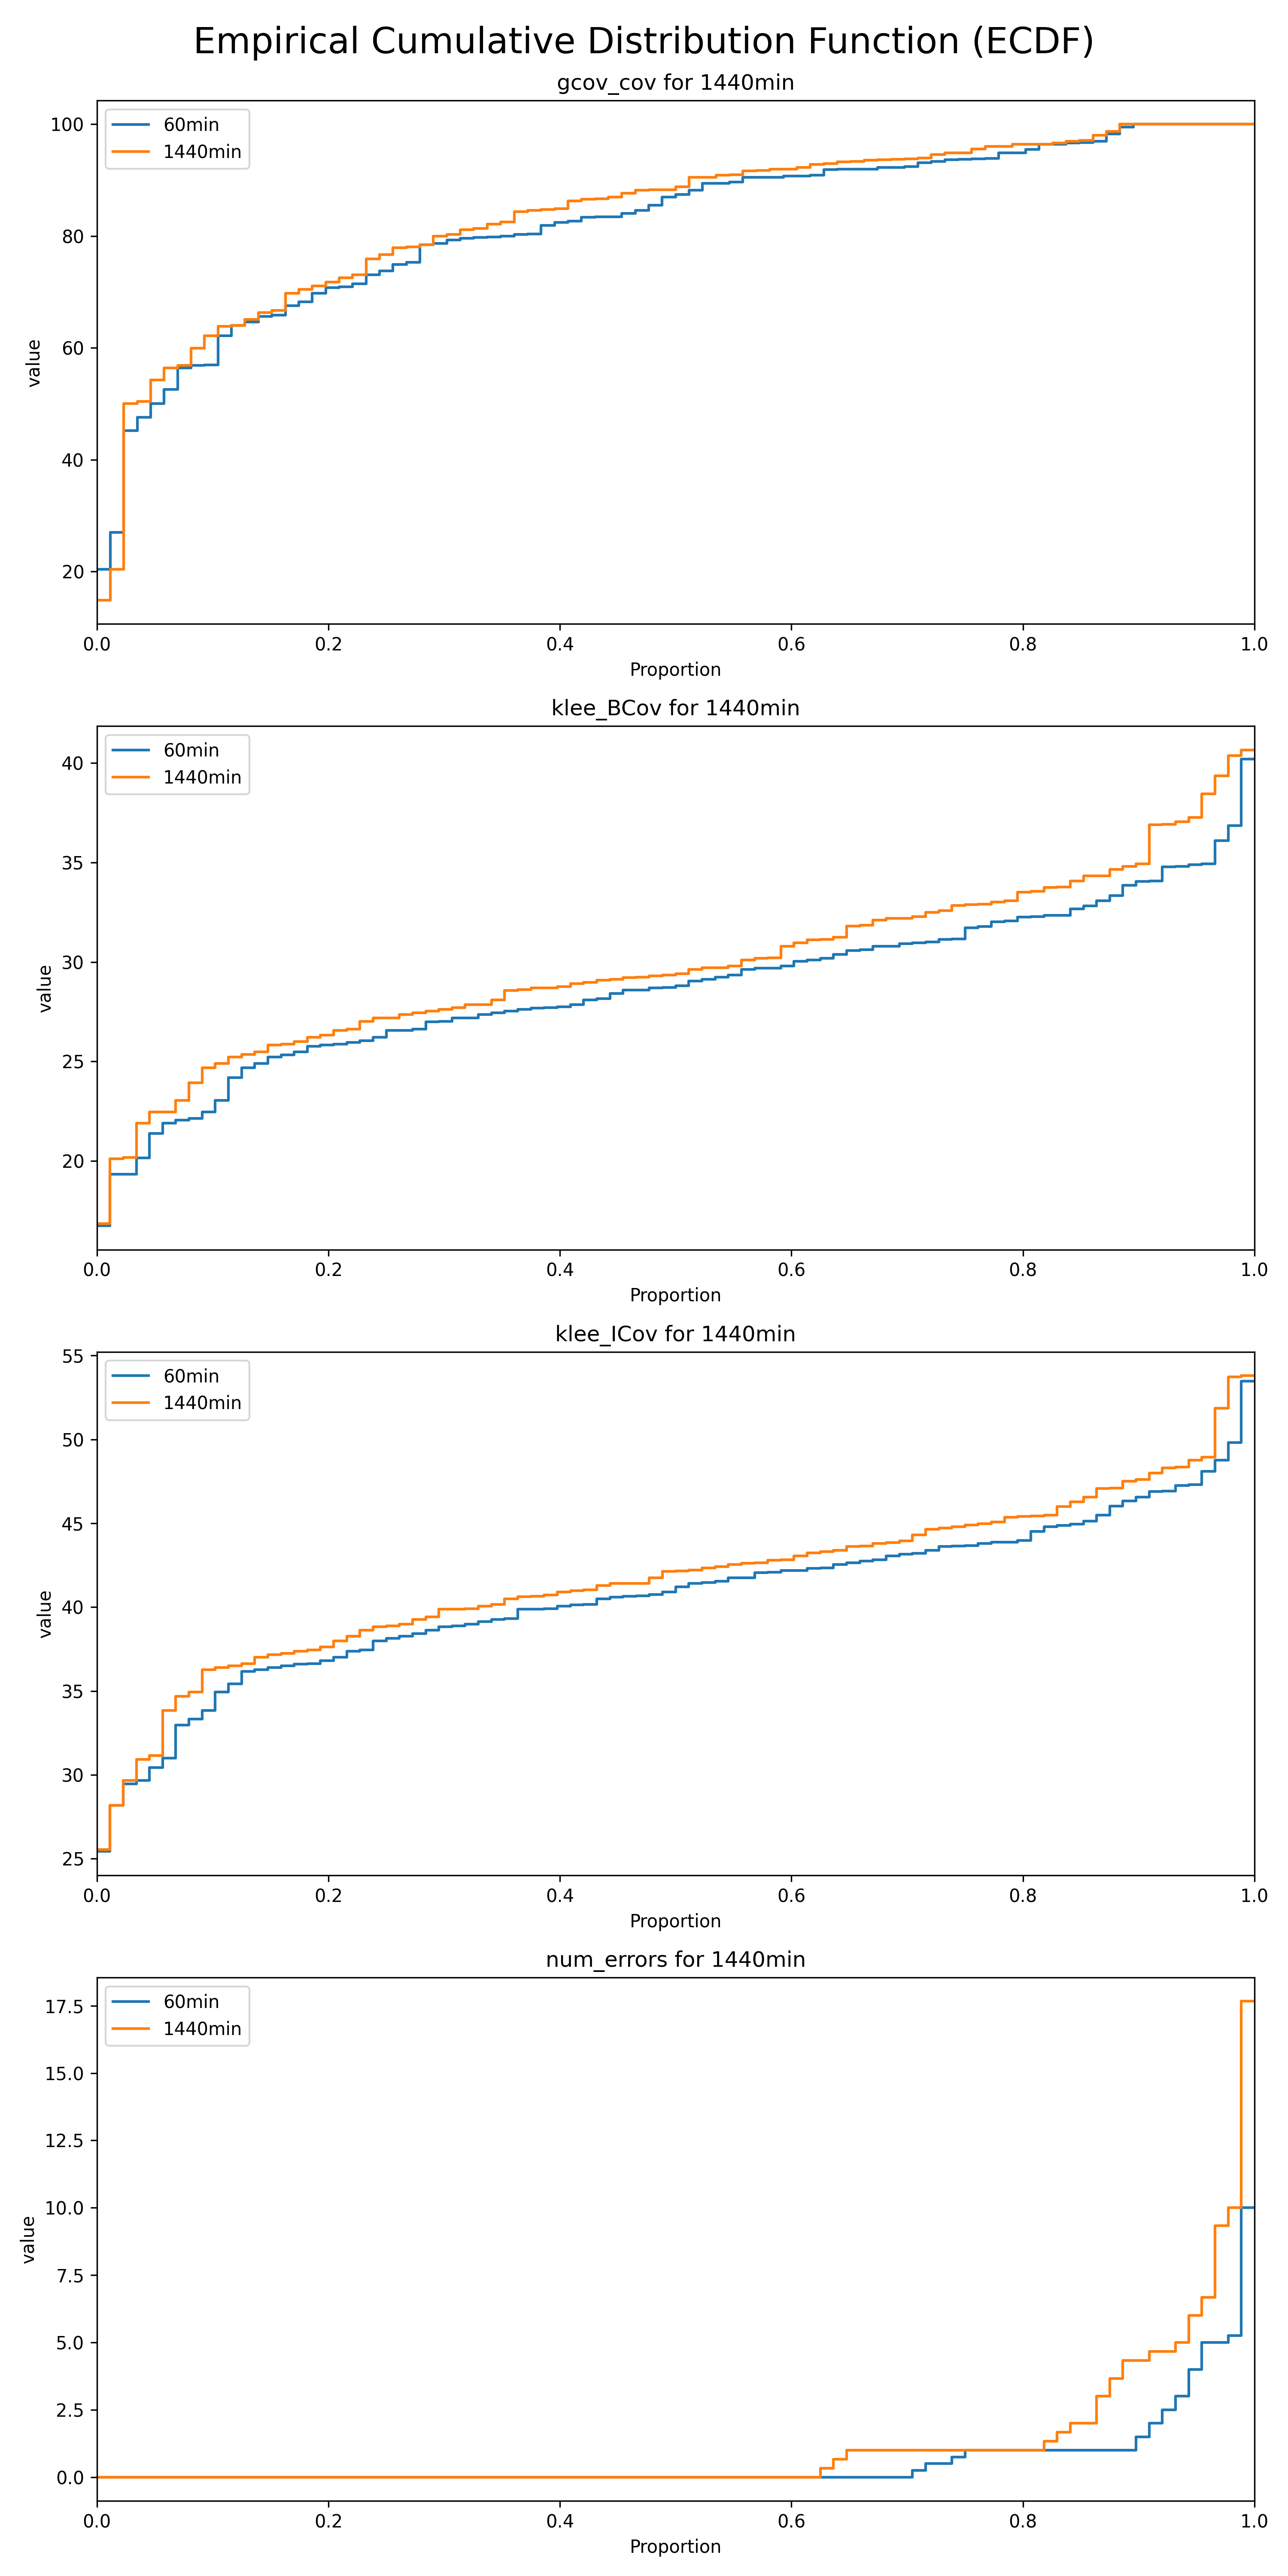 Empirical Cumulative Distribution Function (ECDF)
gcov_cov for 1440min
60min
1440min
100
80
60
40
20
value
0.0 0.2 0.4 0.6 0.8 1.0
Proportion
klee_BCov for 1440min
60min
1440min
40
35
30
25
20
value
0.0 0.2 0.4 0.6 0.8 1.0
Proportion
klee_ICov for 1440min
60min
1440min
55
50
45
40
35
30
25
value
0.0 0.2 0.4 0.6 0.8 1.0
Proportion
num_errors for 1440min
60min
1440min
17.5
15.0
12.5
10.0
7.5
5.0
2.5
0.0
value
0.0 0.2 0.4 0.6 0.8 1.0
Proportion